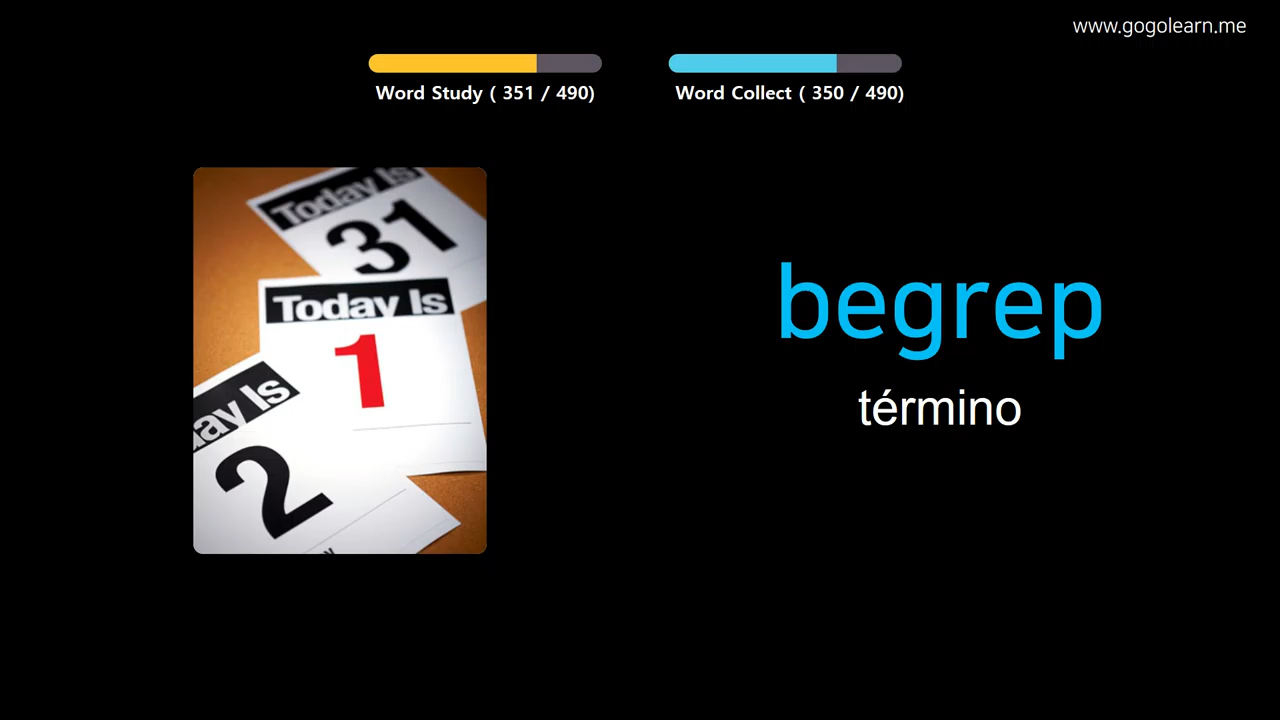 www.gogolearn.me
Word Study ( 351 / 490)
Word Collect ( 350 / 490)
Today Is
31
Today Is
1
ay Is
2
begrep
término